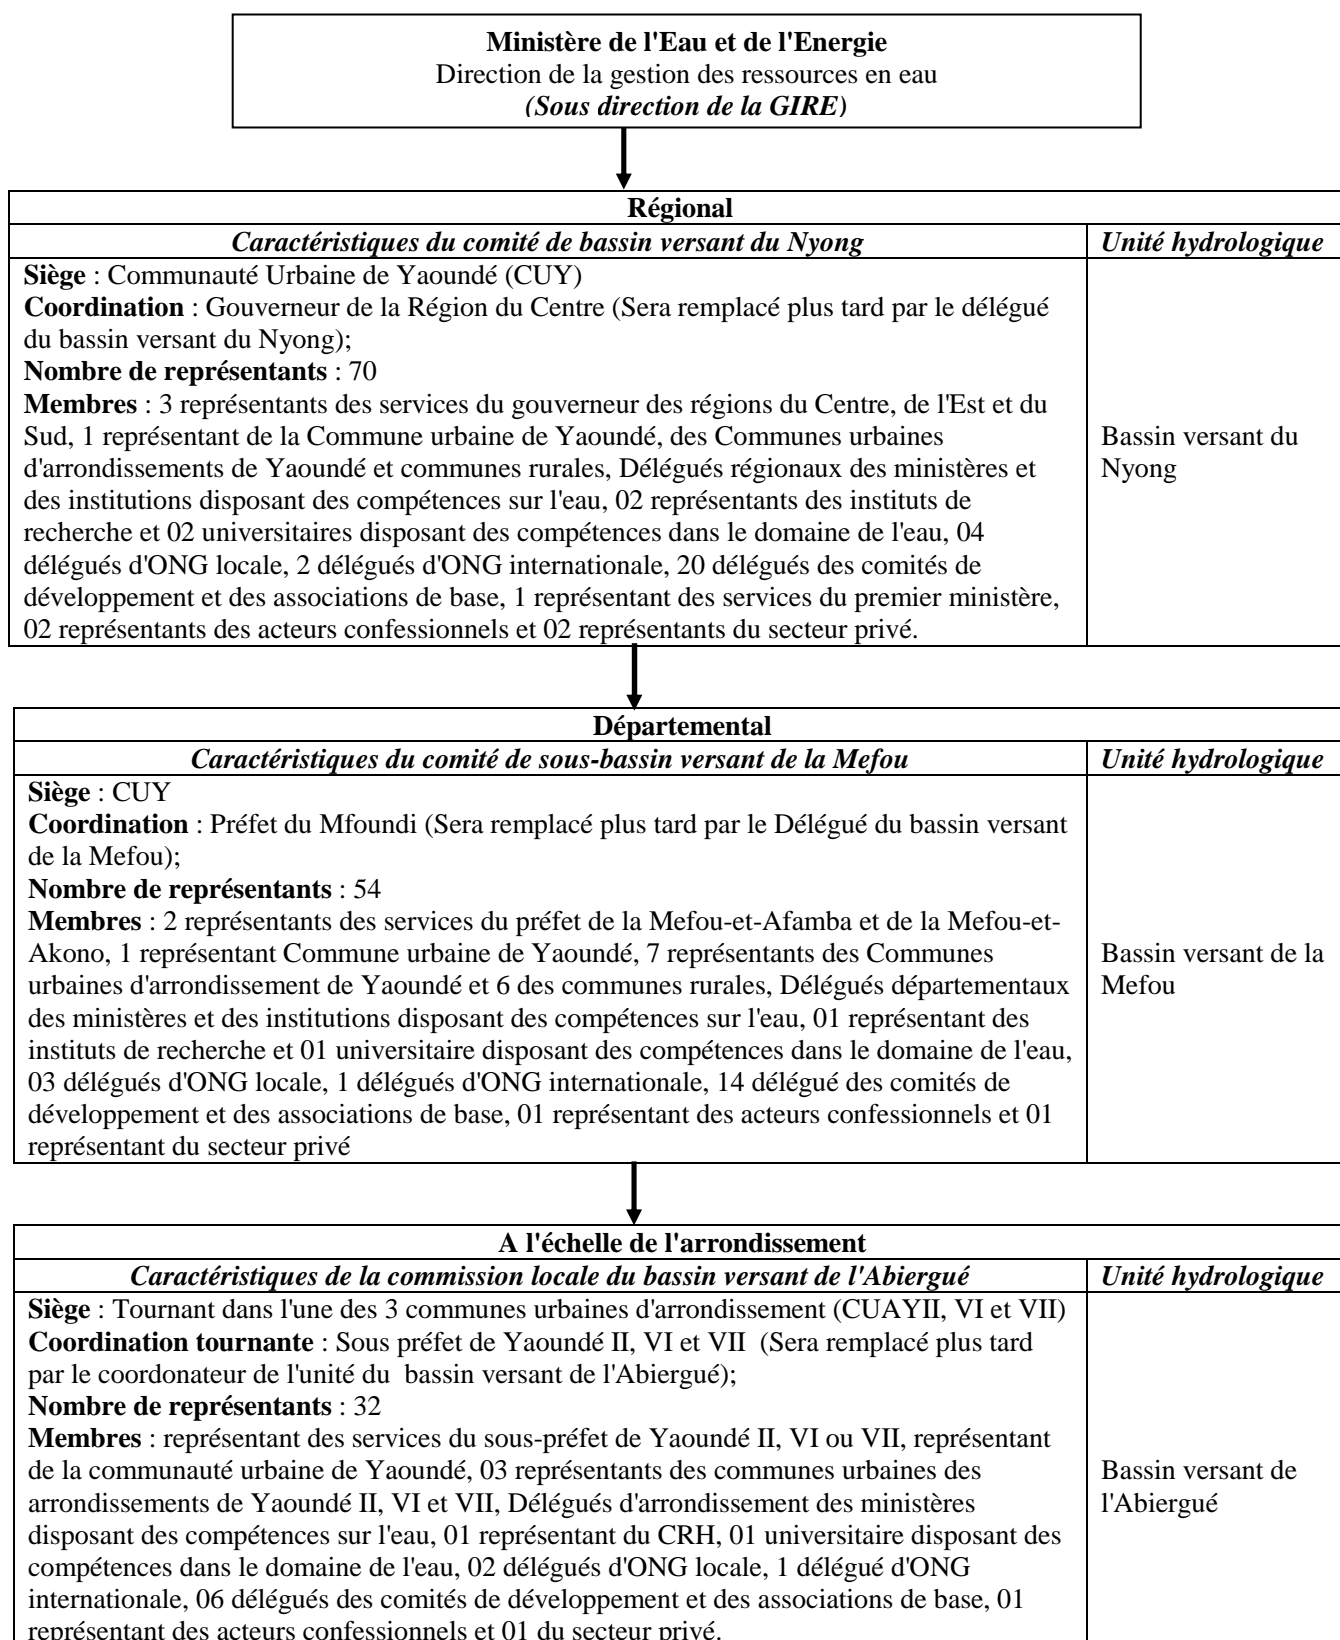 Ministère de l'Eau et de l'Energie
Direction de la gestion des ressources en eau
(Sous direction de la GIRE)
Régional
Caractéristiques du comité de bassin versant du Nyong
Unité hydrologique
Siège : Communauté Urbaine de Yaoundé (CUY)
Coordination : Gouverneur de la Région du Centre (Sera remplacé plus tard par le délégué
du bassin versant du Nyong);
Nombre de représentants : 70
Membres : 3 représentants des services du gouverneur des régions du Centre, de l'Est et du
Sud, 1 représentant de la Commune urbaine de Yaoundé, des Communes urbaines
d'arrondissements de Yaoundé et communes rurales, Délégués régionaux des ministères et
des institutions disposant des compétences sur l'eau, 02 représentants des instituts de
recherche et 02 universitaires disposant des compétences dans le domaine de l'eau, 04
délégués d'ONG locale, 2 délégués d'ONG internationale, 20 délégués des comités de
développement et des associations de base, 1 représentant des services du premier ministère,
02 représentants des acteurs confessionnels et 02 représentants du secteur privé.
Bassin versant du
Nyong
Départemental
Caractéristiques du comité de sous-bassin versant de la Mefou
Unité hydrologique
Siège : CUY
Coordination : Préfet du Mfoundi (Sera remplacé plus tard par le Délégué du bassin versant
de la Mefou);
Nombre de représentants : 54
Membres : 2 représentants des services du préfet de la Mefou-et-Afamba et de la Mefou-et-
Akono, 1 représentant Commune urbaine de Yaoundé, 7 représentants des Communes
urbaines d'arrondissement de Yaoundé et 6 des communes rurales, Délégués départementaux
des ministères et des institutions disposant des compétences sur l'eau, 01 représentant des
instituts de recherche et 01 universitaire disposant des compétences dans le domaine de l'eau,
03 délégués d'ONG locale, 1 délégués d'ONG internationale, 14 délégué des comités de
développement et des associations de base, 01 représentant des acteurs confessionnels et 01
représentant du secteur privé
Bassin versant de la
Mefou
A l'échelle de l'arrondissement
Caractéristiques de la commission locale du bassin versant de l'Abiergué
Unité hydrologique
Siège : Tournant dans l'une des 3 communes urbaines d'arrondissement (CUAYII, VI et VII)
Coordination tournante : Sous préfet de Yaoundé II, VI et VII (Sera remplacé plus tard
par le coordonateur de l'unité du bassin versant de l'Abiergué);
Nombre de représentants : 32
Membres : représentant des services du sous-préfet de Yaoundé II, VI ou VII, représentant
de la communauté urbaine de Yaoundé, 03 représentants des communes urbaines des
arrondissements de Yaoundé II, VI et VII, Délégués d'arrondissement des ministères
disposant des compétences sur l'eau, 01 représentant du CRH, 01 universitaire disposant des
compétences dans le domaine de l'eau, 02 délégués d'ONG locale, 1 délégué d'ONG
internationale, 06 délégués des comités de développement et des associations de base, 01
représentant des acteurs confessionnels et 01 du secteur privé.
Bassin versant de
l'Abiergué